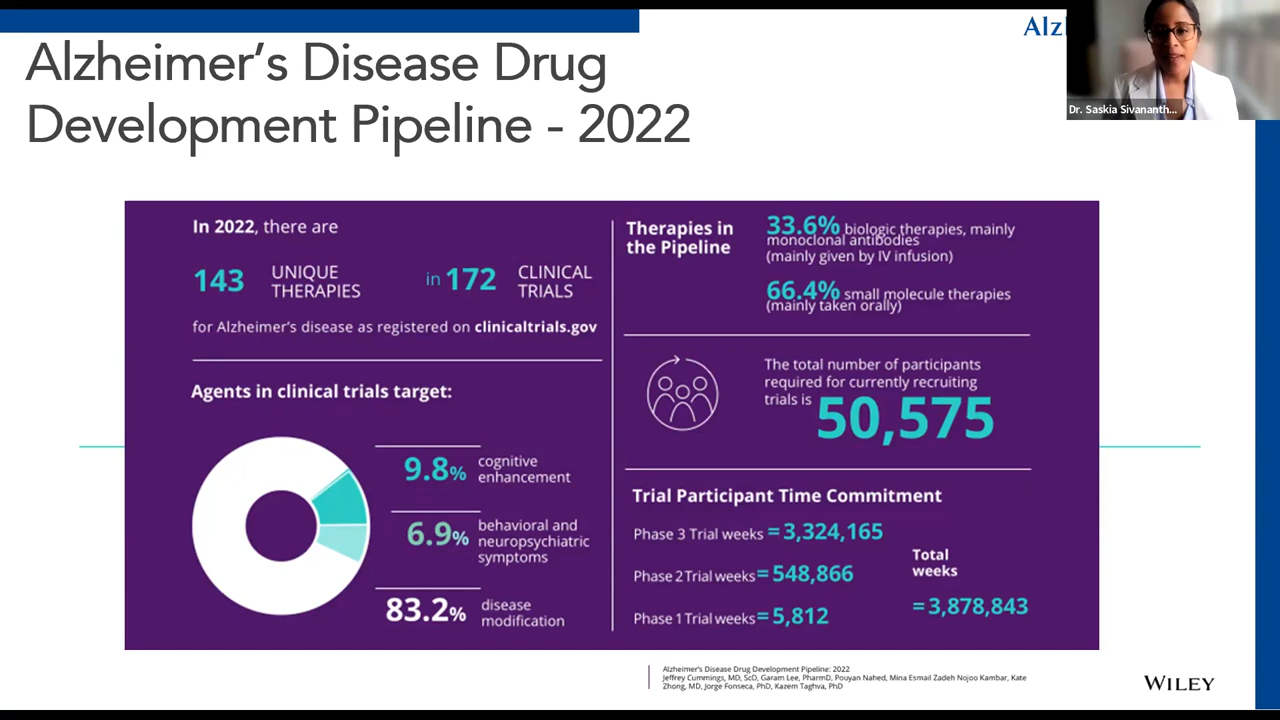 Alzheimer's Disease Drug
Development Pipeline - 2022
Alz
Dr. Saskia Sivananth...
In 2022, there are
143 UNIQUE THERAPIES in 172 CLINICAL TRIALS
for Alzheimer's disease as registered on clinicaltrials.gov
Agents in clinical trials target:
9.8% cognitive
enhancement
6.9% behavioral and
neuropsychiatric
symptoms
83.2% disease
modification
Therapies in
the Pipeline
33.6% biologic therapies, mainly
monoclonal antibodies
(mainly given by IV infusion)
66.4% small molecule therapies
(mainly taken orally)
The total number of participants
required for currently recruiting
trials is 50,575
Trial Participant Time Commitment
Phase 3 Trial weeks = 3,324,165
Phase 2 Trial weeks = 548,866
Phase 1 Trial weeks = 5,812
Total
weeks
= 3,878,843
Alzheimer's Disease Drug Development Pipeline: 2022
Jeffrey Cummings, MD, ScD, Garam Lee, PharmD, Pouyan Nahed, Mina Esmail Zadeh Nojoo Kambar, Kate
Zhong, MD, Jorge Fonseca, PhD, Kazem Taghva, PhD
WILEY